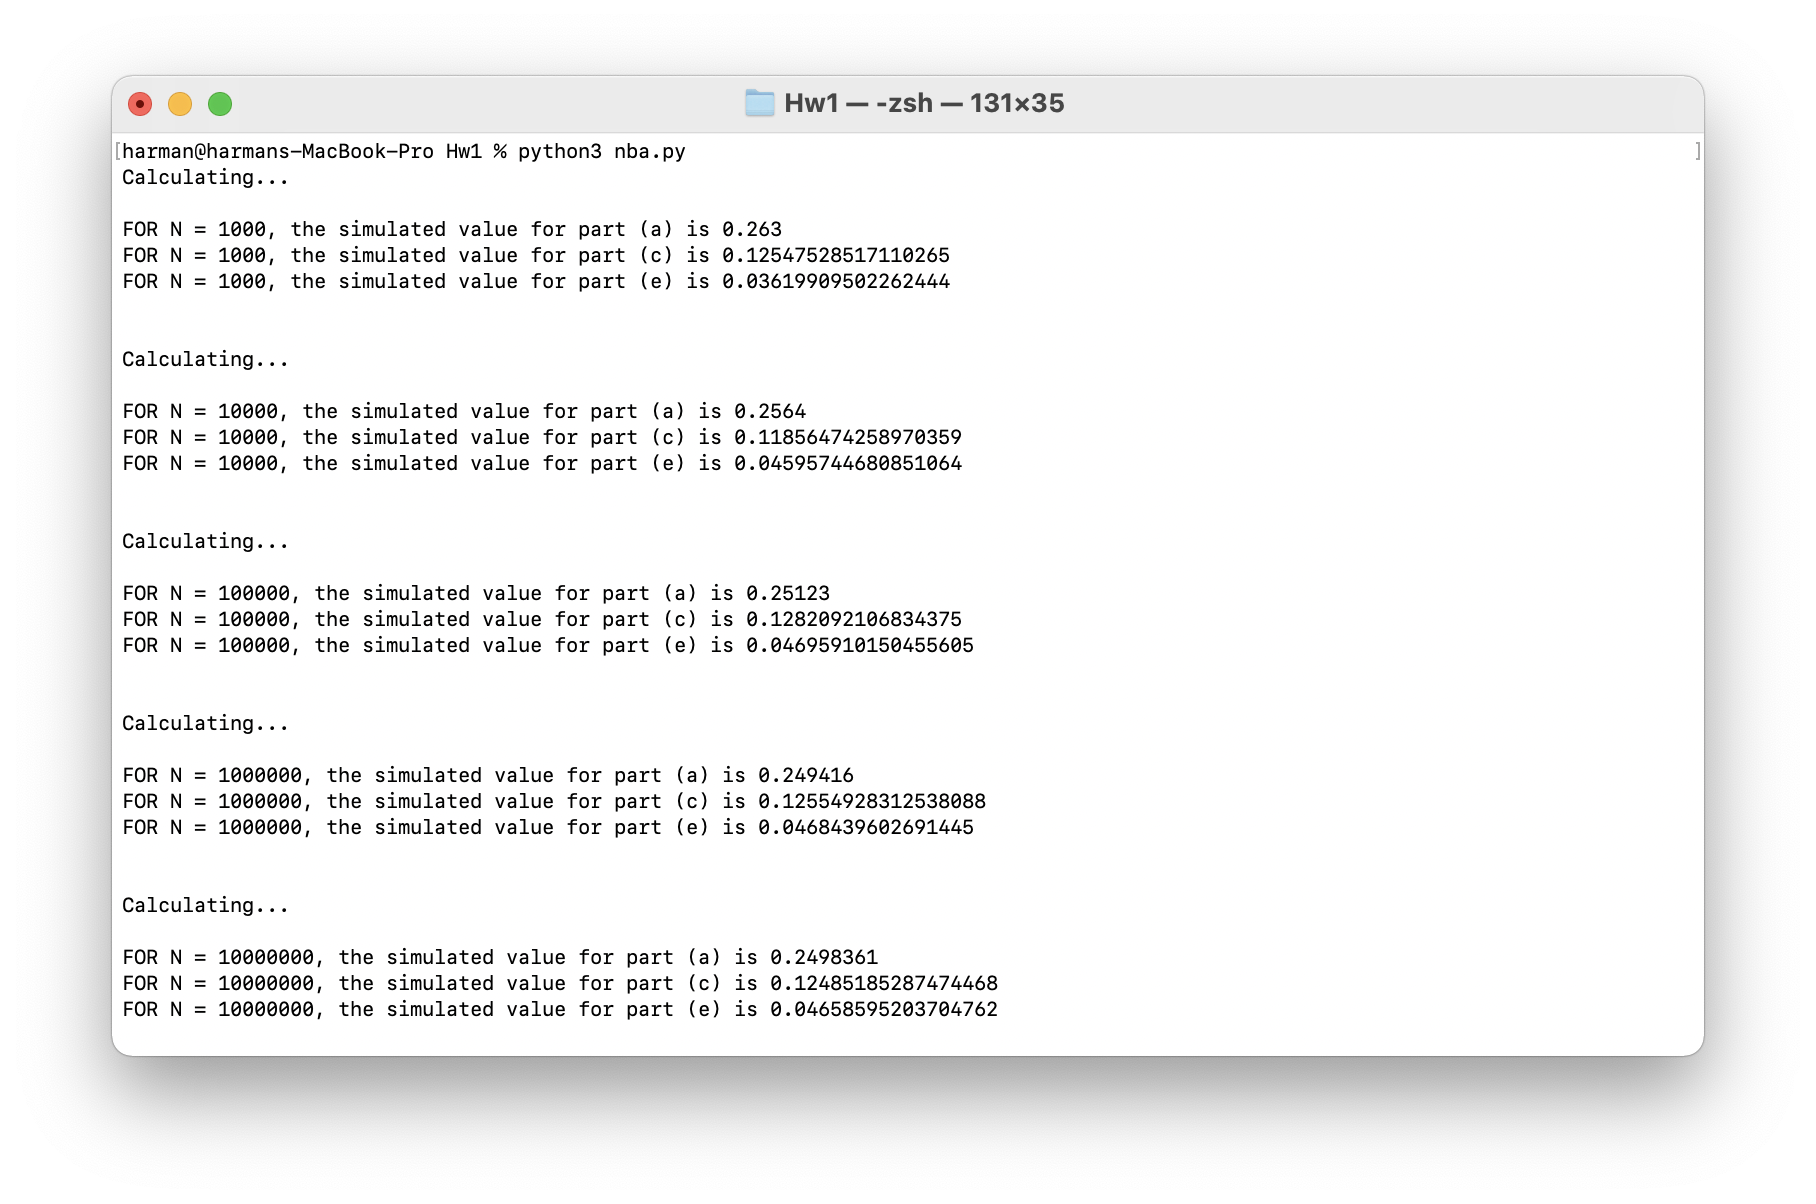 Hw1 — -zsh — 131×35
[harman@harmans-MacBook-Pro Hw1 % python3 nba.py ]
Calculating...
FOR N = 1000, the simulated value for part (a) is 0.263
FOR N = 1000, the simulated value for part (c) is 0.12547528517110265
FOR N = 1000, the simulated value for part (e) is 0.03619909502262444
Calculating...
FOR N = 10000, the simulated value for part (a) is 0.2564
FOR N = 10000, the simulated value for part (c) is 0.11856474258970359
FOR N = 10000, the simulated value for part (e) is 0.04595744680851064
Calculating...
FOR N = 100000, the simulated value for part (a) is 0.25123
FOR N = 100000, the simulated value for part (c) is 0.1282092106834375
FOR N = 100000, the simulated value for part (e) is 0.04695910150455605
Calculating...
FOR N = 1000000, the simulated value for part (a) is 0.249416
FOR N = 1000000, the simulated value for part (c) is 0.12554928312538088
FOR N = 1000000, the simulated value for part (e) is 0.0468439602691445
Calculating...
FOR N = 10000000, the simulated value for part (a) is 0.2498361
FOR N = 10000000, the simulated value for part (c) is 0.12485185287474468
FOR N = 10000000, the simulated value for part (e) is 0.04658595203704762